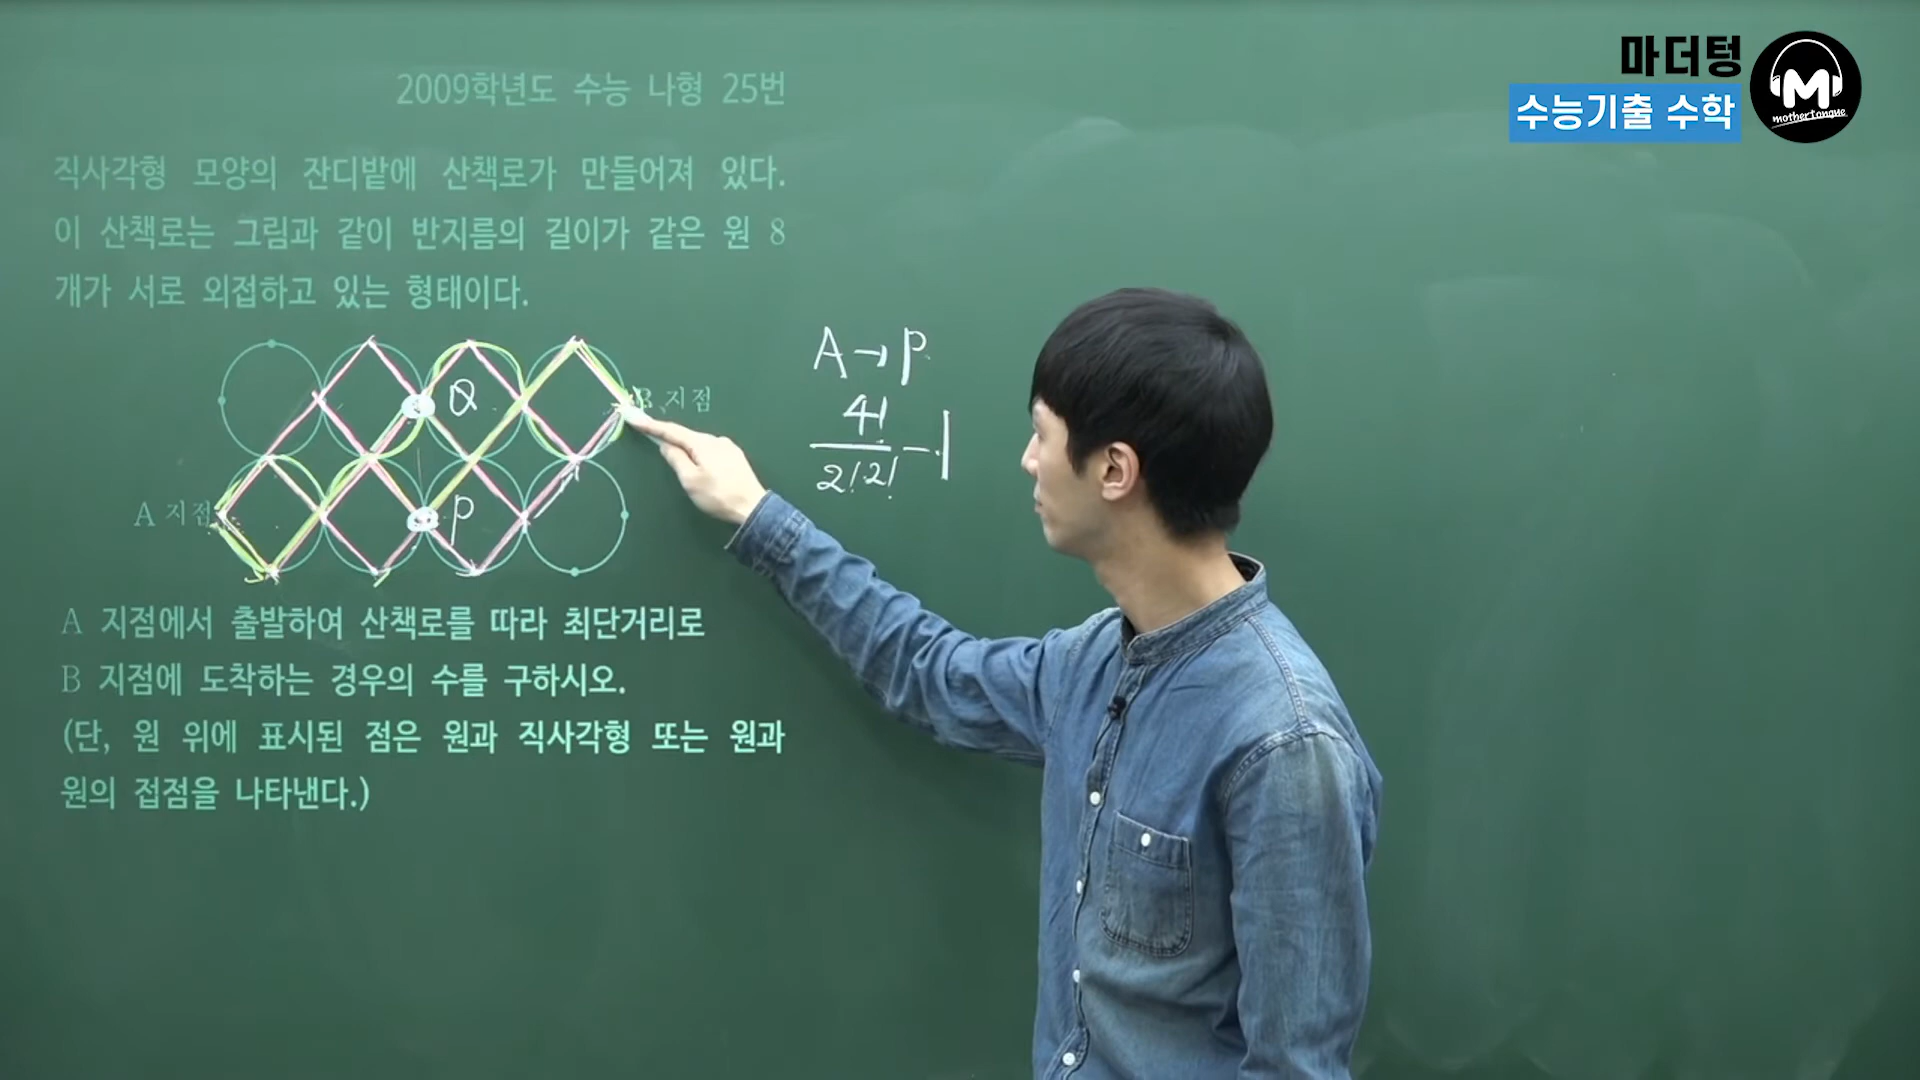 마더텅
수능기출 수학
M
mothertongue
2009학년도 수능 나형 25번
직사각형 모양의 잔디밭에 산책로가 만들어져 있다.
이 산책로는 그림과 같이 반지름의 길이가 같은 원 8
개가 서로 외접하고 있는 형태이다.
Q
B 지점
A 지점
P
A→P
4!
2!2!
-1
A 지점에서 출발하여 산책로를 따라 최단거리로
B 지점에 도착하는 경우의 수를 구하시오.
(단, 원 위에 표시된 점은 원과 직사각형 또는 원과
원의 접점을 나타낸다.)